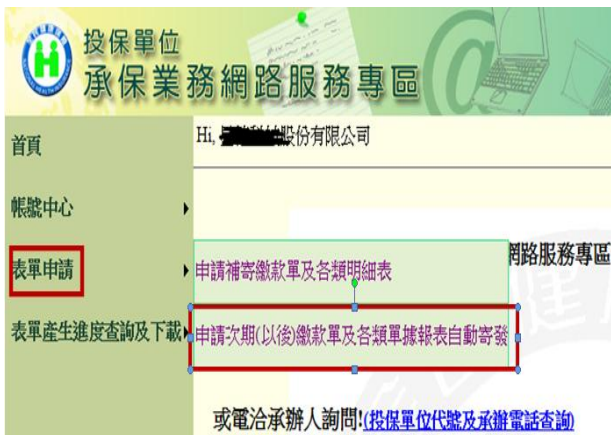 投保單位
承保業務網路服務專區
首頁
Hi, 股份有限公司
帳號中心
網路服務專區
表單申請
申請補寄繳款單及各類明細表
表單產生進度查詢及下載
申請次期(以後)繳款單及各類單據報表自動寄發
或電洽承辦人詢問!(投保單位代號及承辦電話查詢)